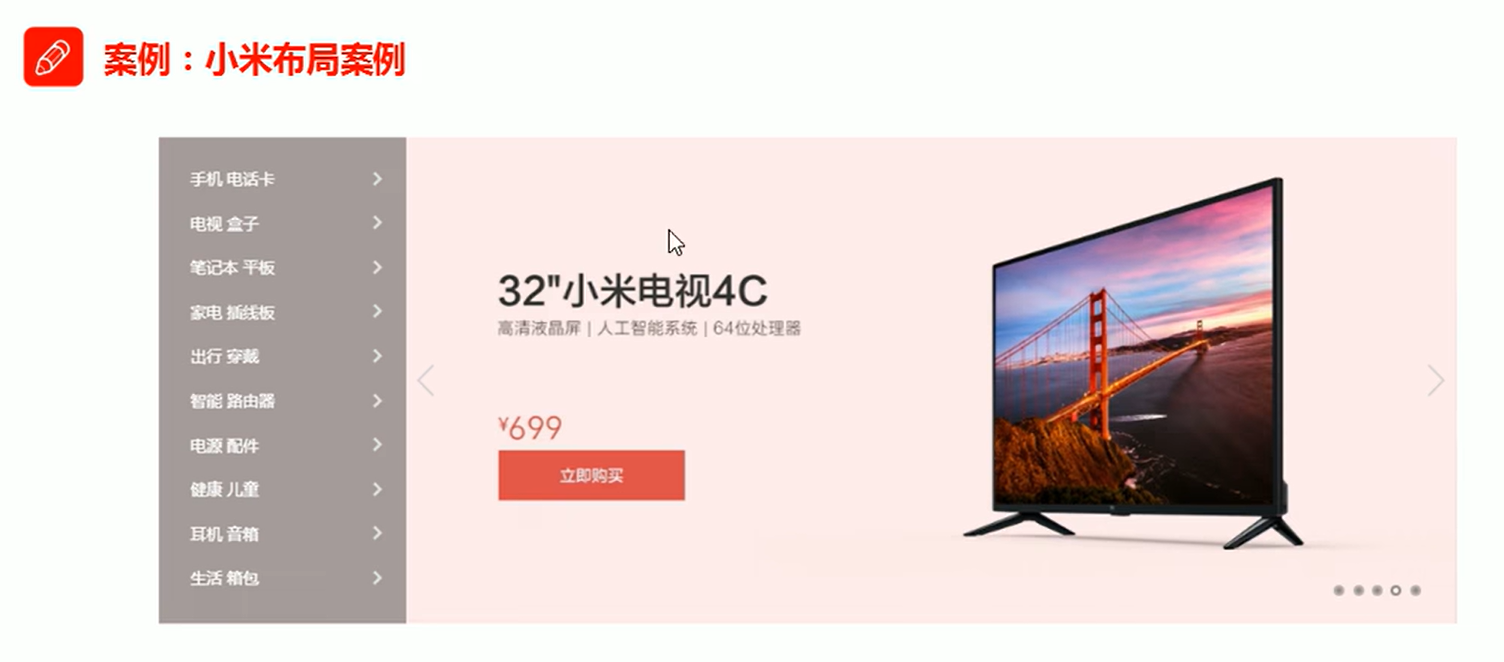 案例：小米布局案例
手机 电话卡
电视 盒子
笔记本 平板
家电 插线板
出行 穿戴
智能 路由器
电源 配件
健康 儿童
耳机 音箱
生活 箱包
32"小米电视4C
高清液晶屏 | 人工智能系统 | 64位处理器
¥699
立即购买